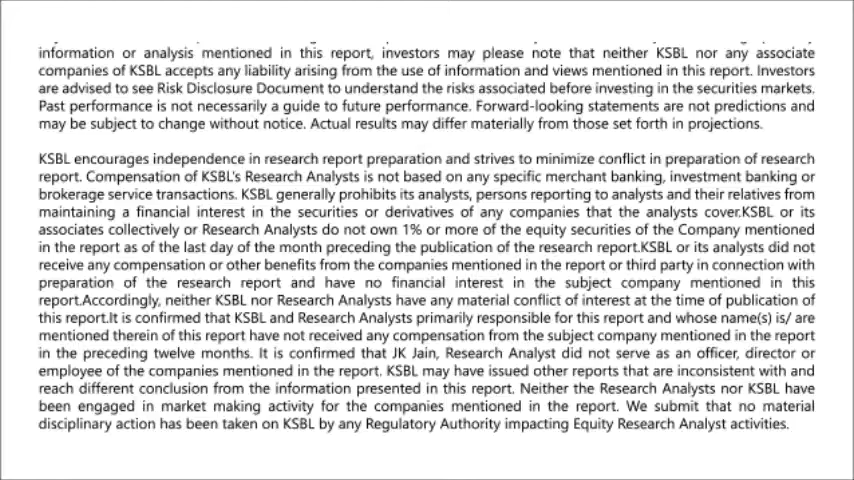 information or analysis mentioned in this report, investors may please note that neither KSBL nor any associate
companies of KSBL accepts any liability arising from the use of information and views mentioned in this report. Investors
are advised to see Risk Disclosure Document to understand the risks associated before investing in the securities markets.
Past performance is not necessarily a guide to future performance. Forward-looking statements are not predictions and
may be subject to change without notice. Actual results may differ materially from those set forth in projections.
KSBL encourages independence in research report preparation and strives to minimize conflict in preparation of research
report. Compensation of KSBL's Research Analysts is not based on any specific merchant banking, investment banking or
brokerage service transactions. KSBL generally prohibits its analysts, persons reporting to analysts and their relatives from
maintaining a financial interest in the securities or derivatives of any companies that the analysts cover.KSBL or its
associates collectively or Research Analysts do not own 1% or more of the equity securities of the Company mentioned
in the report as of the last day of the month preceding the publication of the research report.KSBL or its analysts did not
receive any compensation or other benefits from the companies mentioned in the report or third party in connection with
preparation of the research report and have no financial interest in the subject company mentioned in this
report.Accordingly, neither KSBL nor Research Analysts have any material conflict of interest at the time of publication of
this report.It is confirmed that KSBL and Research Analysts primarily responsible for this report and whose name(s) is/ are
mentioned therein of this report have not received any compensation from the subject company mentioned in the report
in the preceding twelve months. It is confirmed that JK Jain, Research Analyst did not serve as an officer, director or
employee of the companies mentioned in the report. KSBL may have issued other reports that are inconsistent with and
reach different conclusion from the information presented in this report. Neither the Research Analysts nor KSBL have
been engaged in market making activity for the companies mentioned in the report. We submit that no material
disciplinary action has been taken on KSBL by any Regulatory Authority impacting Equity Research Analyst activities.